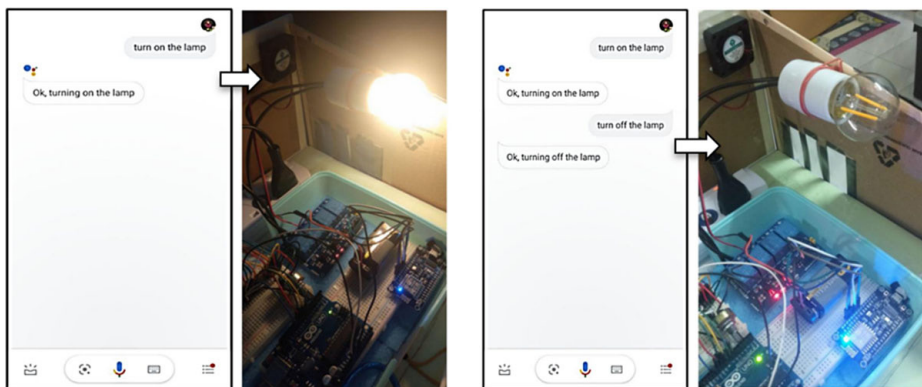 turn on the lamp
Ok, turning on the lamp
turn on the lamp
Ok, turning on the lamp
turn off the lamp
Ok, turning off the lamp